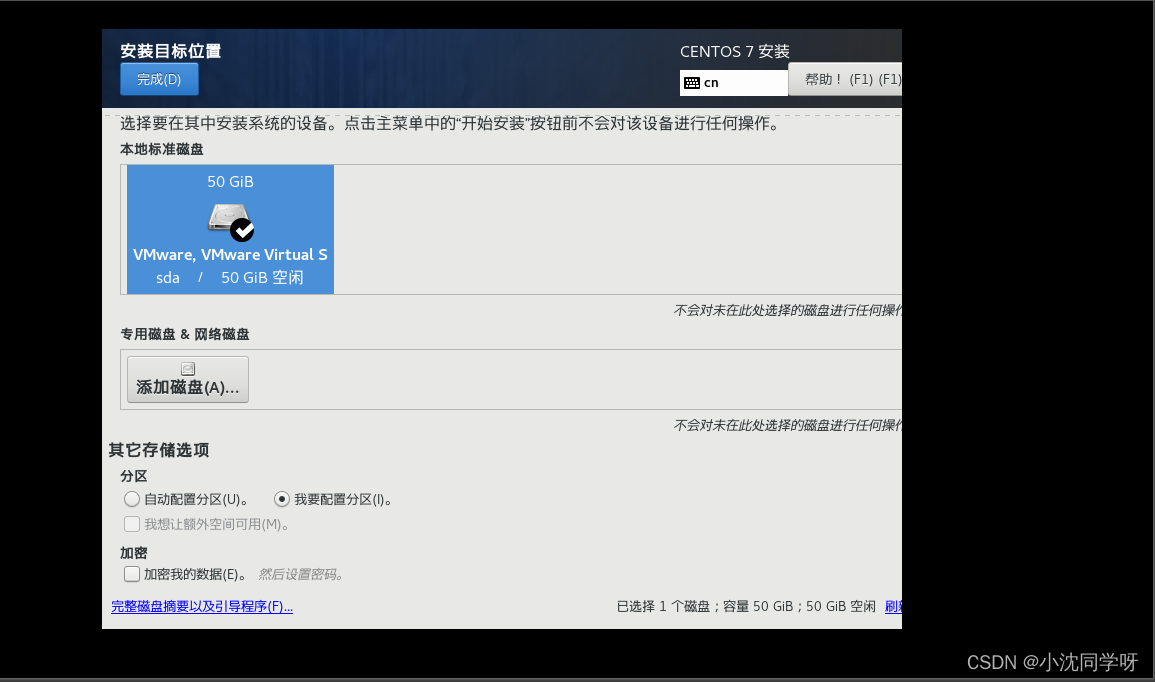 安装目标位置
CENTOS 7 安装
完成(D)
cn
帮助！ (F1) (F1)
选择要在其中安装系统的设备。点击主菜单中的“开始安装”按钮前不会对该设备进行任何操作。
本地标准磁盘
50 GiB
VMware, VMware Virtual S
sda / 50 GiB 空闲
不会对未在此处选择的磁盘进行任何操作
专用磁盘 & 网络磁盘
添加磁盘(A)...
不会对未在此处选择的磁盘进行任何操作
其它存储选项
分区
自动配置分区(U)。 我要配置分区(I)。
我想让额外空间可用(M)。
加密
加密我的数据(E)。 然后设置密码。
完整磁盘摘要以及引导程序(F)...
已选择 1 个磁盘；容量 50 GiB；50 GiB 空闲 刷
CSDN @小沈同学呀